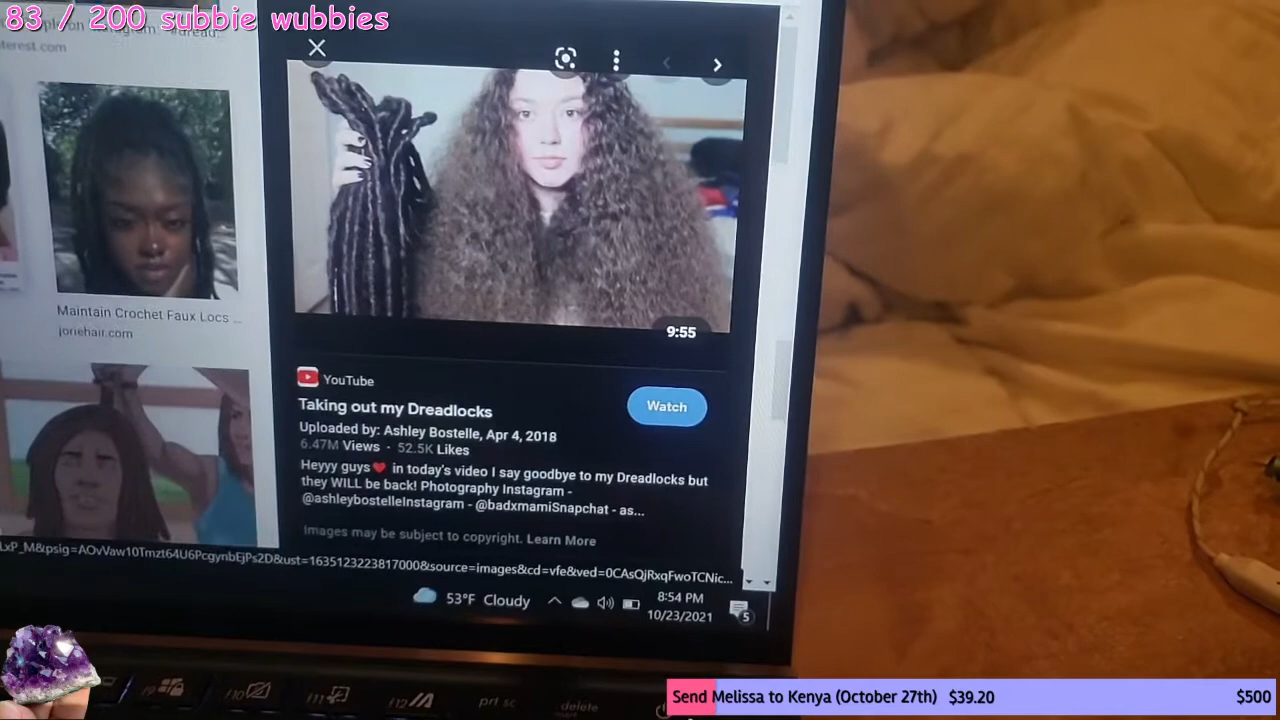 83 / 200 subbie wubbies
terest.com
9:55
Maintain Crochet Faux Locs ...
joriehair.com
YouTube
Watch
Taking out my Dreadlocks
Uploaded by: Ashley Bostelle, Apr 4, 2018
6.47M Views · 52.5K Likes
Heyyy guys❤ in today's video I say goodbye to my Dreadlocks but
they WILL be back! Photography Instagram -
@ashleybostelleInstagram - @badxmamiSnapchat - as...
Images may be subject to copyright. Learn More
LxP_M&psig=AOvVaw10Tmzt64U6PcgynbEjPs2D&ust=1635123223817000&source=images&cd=vfe&ved=0CAsQjRxqFwoTCNic...
53°F Cloudy
8:54 PM
10/23/2021
5
f9 f10 f11 f12 prt sc delete
Send Melissa to Kenya (October 27th) $39.20 $500